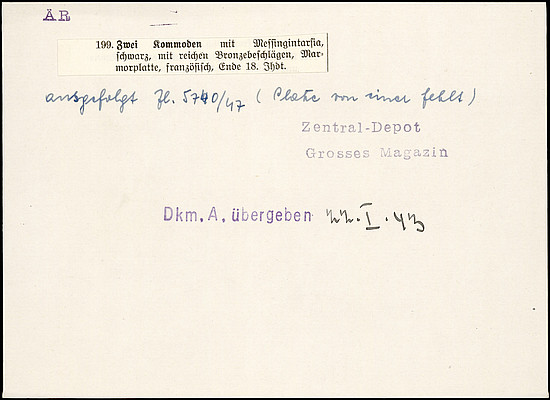 ÄR
199. Zwei Kommoden mit Messingintarsia,
schwarz, mit reichen Bronzebeschlägen, Mar-
morplatte, französisch, Ende 18. Jhdt.
ausgefolgt Zl. 5740/47 (Platte von einer fehlt)
Zentral-Depot
Grosses Magazin
Dkm. A. übergeben 22. I. 43